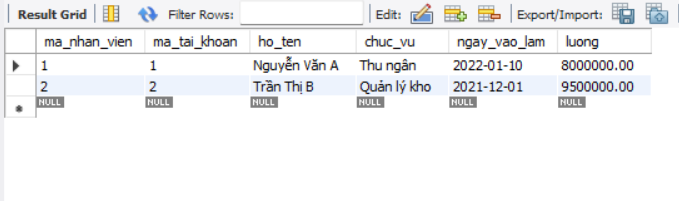 Result Grid Filter Rows: Edit: Export/Import:
ma_nhan_vien ma_tai_khoan ho_ten chuc_vu ngay_vao_lam luong
1 1 Nguyễn Văn A Thu ngân 2022-01-10 8000000.00
2 2 Trần Thị B Quản lý kho 2021-12-01 9500000.00
NULL NULL NULL NULL NULL NULL